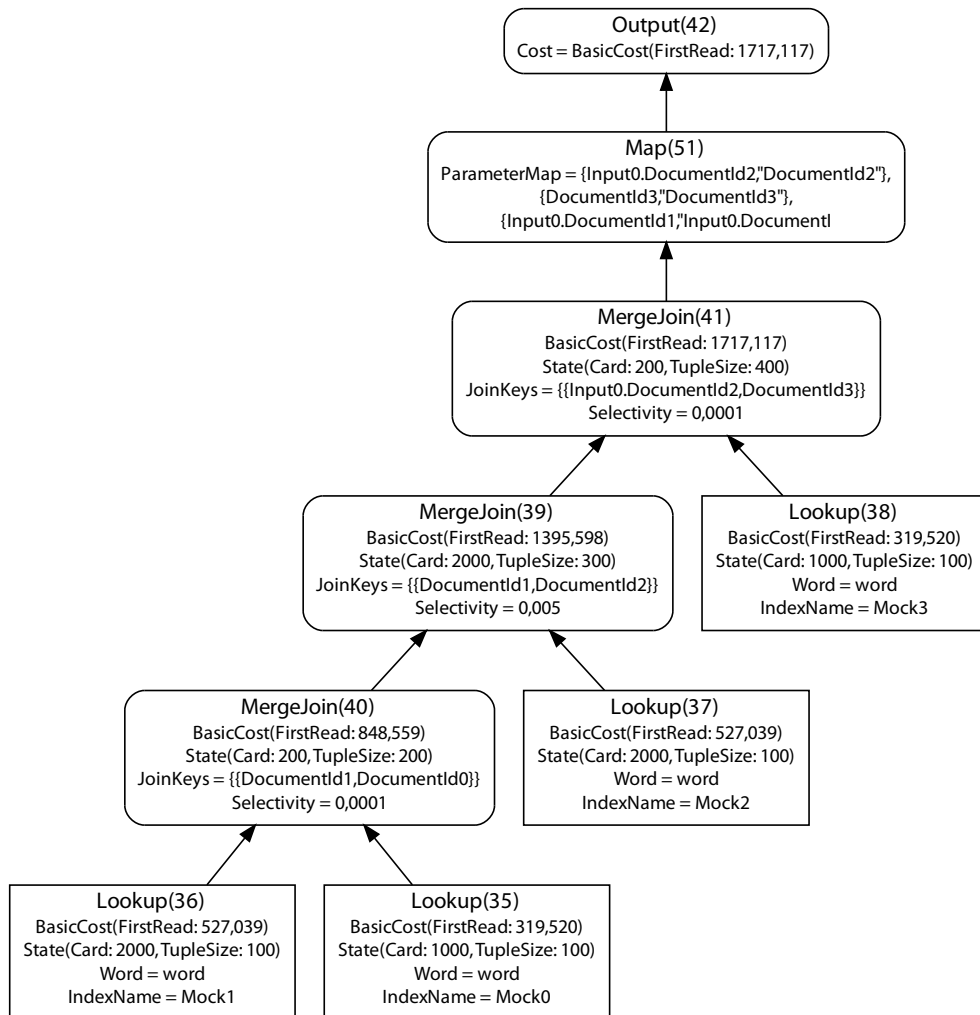 Output(42)
Cost = BasicCost(FirstRead: 1717,117)
Map(51)
ParameterMap = {Input0.DocumentId2,"DocumentId2"},
{DocumentId3,"DocumentId3"},
{Input0.DocumentId1,"Input0.DocumentI
MergeJoin(41)
BasicCost(FirstRead: 1717,117)
State(Card: 200, TupleSize: 400)
JoinKeys = {{Input0.DocumentId2,DocumentId3}}
Selectivity = 0,0001
MergeJoin(39)
BasicCost(FirstRead: 1395,598)
State(Card: 2000, TupleSize: 300)
JoinKeys = {{DocumentId1,DocumentId2}}
Selectivity = 0,005
Lookup(38)
BasicCost(FirstRead: 319,520)
State(Card: 1000, TupleSize: 100)
Word = word
IndexName = Mock3
MergeJoin(40)
BasicCost(FirstRead: 848,559)
State(Card: 200, TupleSize: 200)
JoinKeys = {{DocumentId1,DocumentId0}}
Selectivity = 0,0001
Lookup(37)
BasicCost(FirstRead: 527,039)
State(Card: 2000, TupleSize: 100)
Word = word
IndexName = Mock2
Lookup(36)
BasicCost(FirstRead: 527,039)
State(Card: 2000, TupleSize: 100)
Word = word
IndexName = Mock1
Lookup(35)
BasicCost(FirstRead: 319,520)
State(Card: 1000, TupleSize: 100)
Word = word
IndexName = Mock0